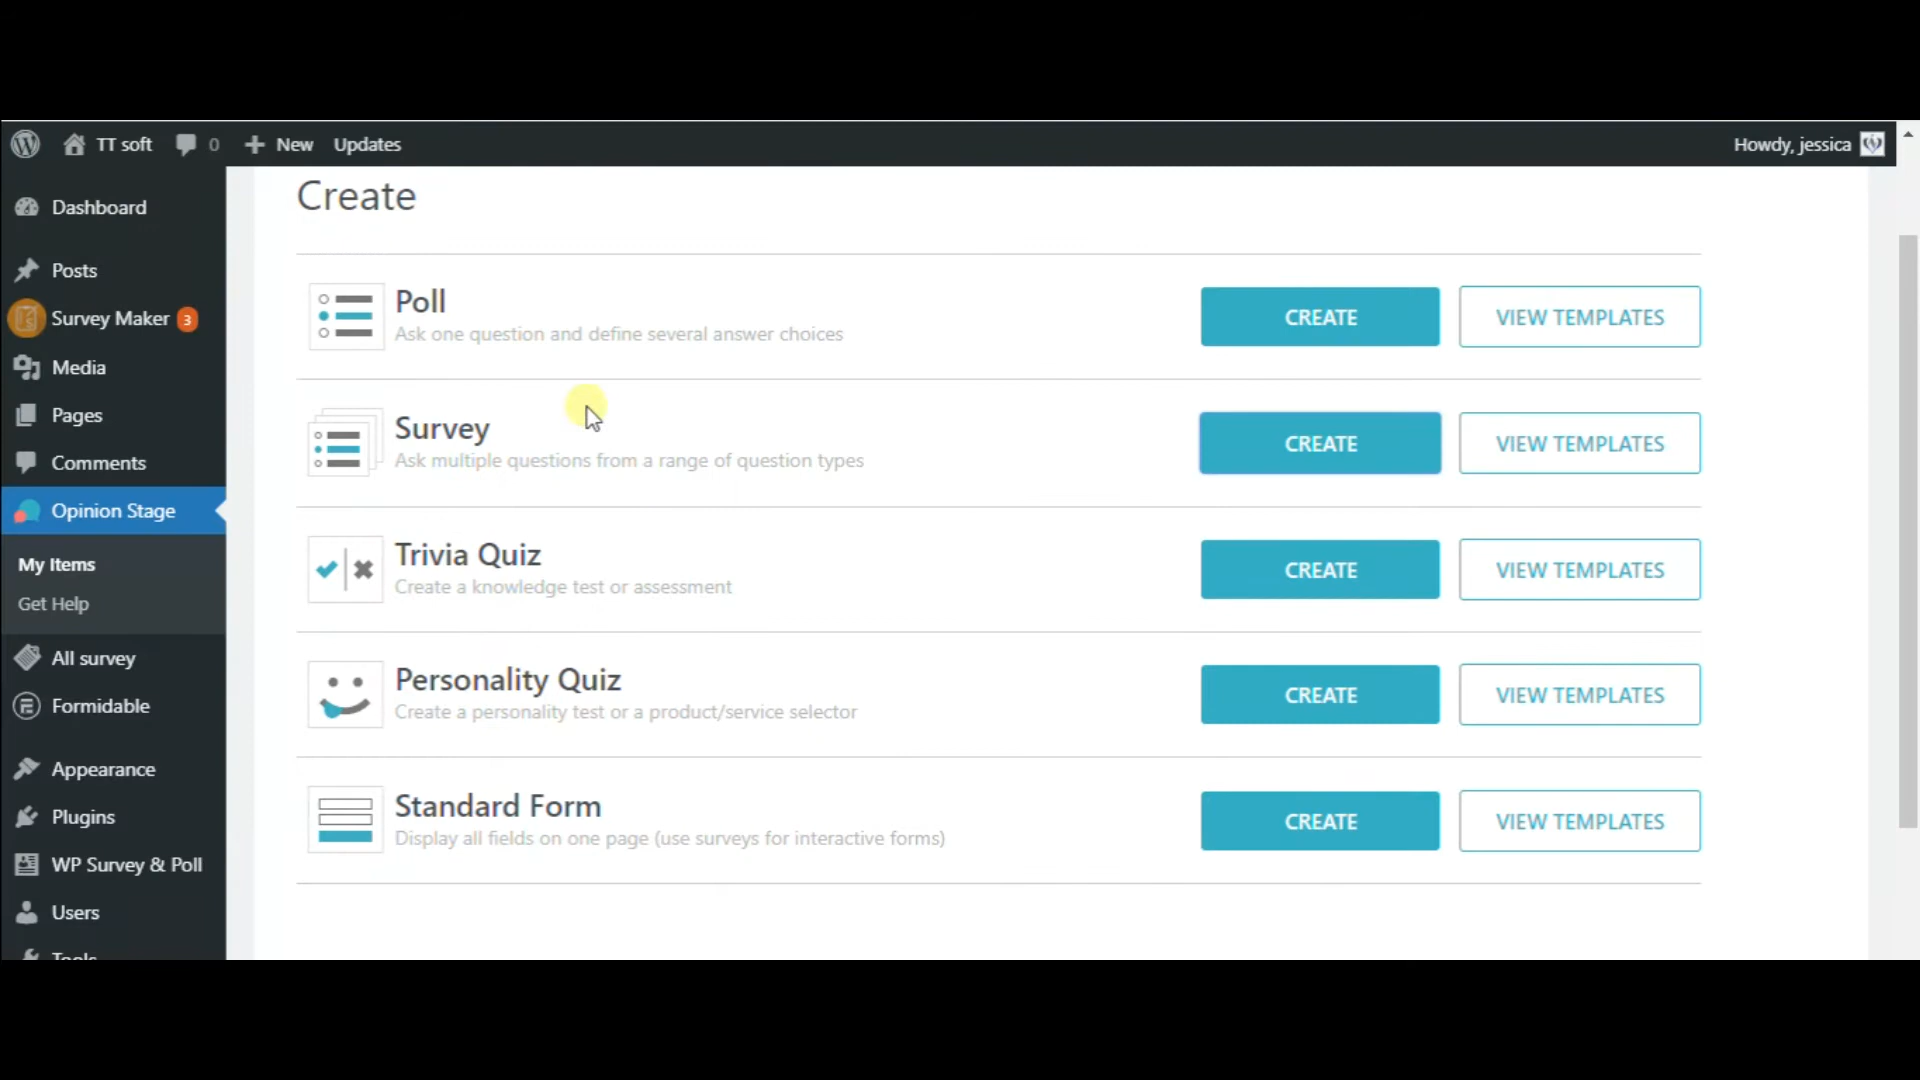 TT soft 0 New Updates Howdy, jessica
Dashboard
Posts
Survey Maker 3
Media
Pages
Comments
Opinion Stage
My Items
Get Help
All survey
Formidable
Appearance
Plugins
WP Survey & Poll
Users
Tools
Create
Poll
Ask one question and define several answer choices
CREATE VIEW TEMPLATES
Survey
Ask multiple questions from a range of question types
CREATE VIEW TEMPLATES
Trivia Quiz
Create a knowledge test or assessment
CREATE VIEW TEMPLATES
Personality Quiz
Create a personality test or a product/service selector
CREATE VIEW TEMPLATES
Standard Form
Display all fields on one page (use surveys for interactive forms)
CREATE VIEW TEMPLATES